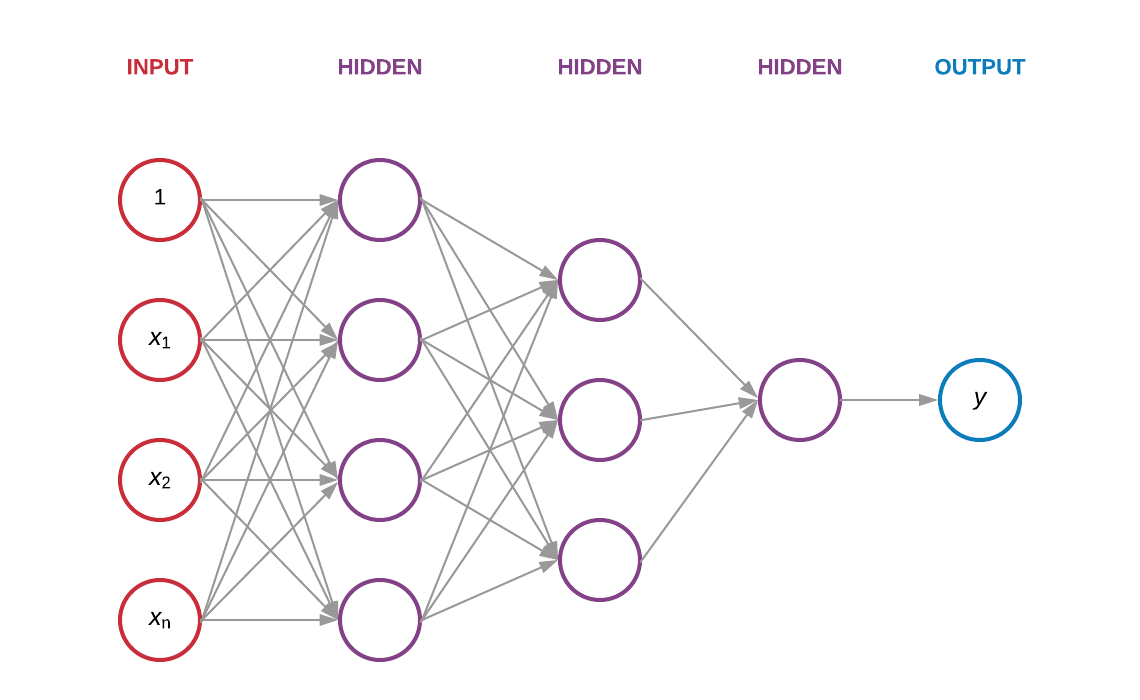 INPUT HIDDEN HIDDEN HIDDEN OUTPUT
1
x₁
x₂
xₙ
y